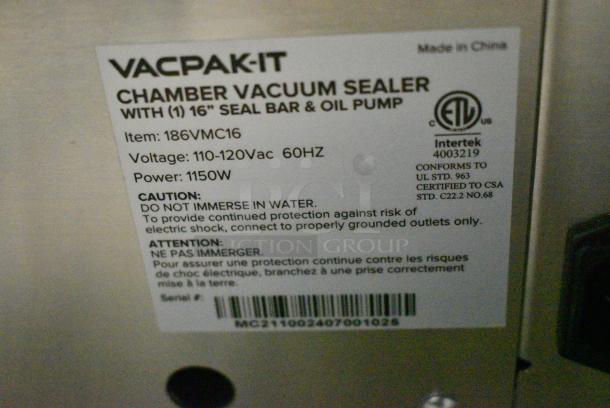 VACPAK-IT
Made in China
CHAMBER VACUUM SEALER
WITH (1) 16" SEAL BAR & OIL PUMP
Item: 186VMC16
Voltage: 110-120Vac 60HZ
Power: 1150W
C ETL US
Intertek
4003219
CONFORMS TO
UL STD. 963
CERTIFIED TO CSA
STD. C22.2 NO.68
CAUTION:
DO NOT IMMERSE IN WATER.
To provide continued protection against risk of
electric shock, connect to properly grounded outlets only.
ATTENTION:
NE PAS IMMERGER.
Pour assurer une protection continue contre les risques
de choc électrique, branchez à une prise correctement
mise à la terre.
Serial #:
MC211002407001025
GROUP